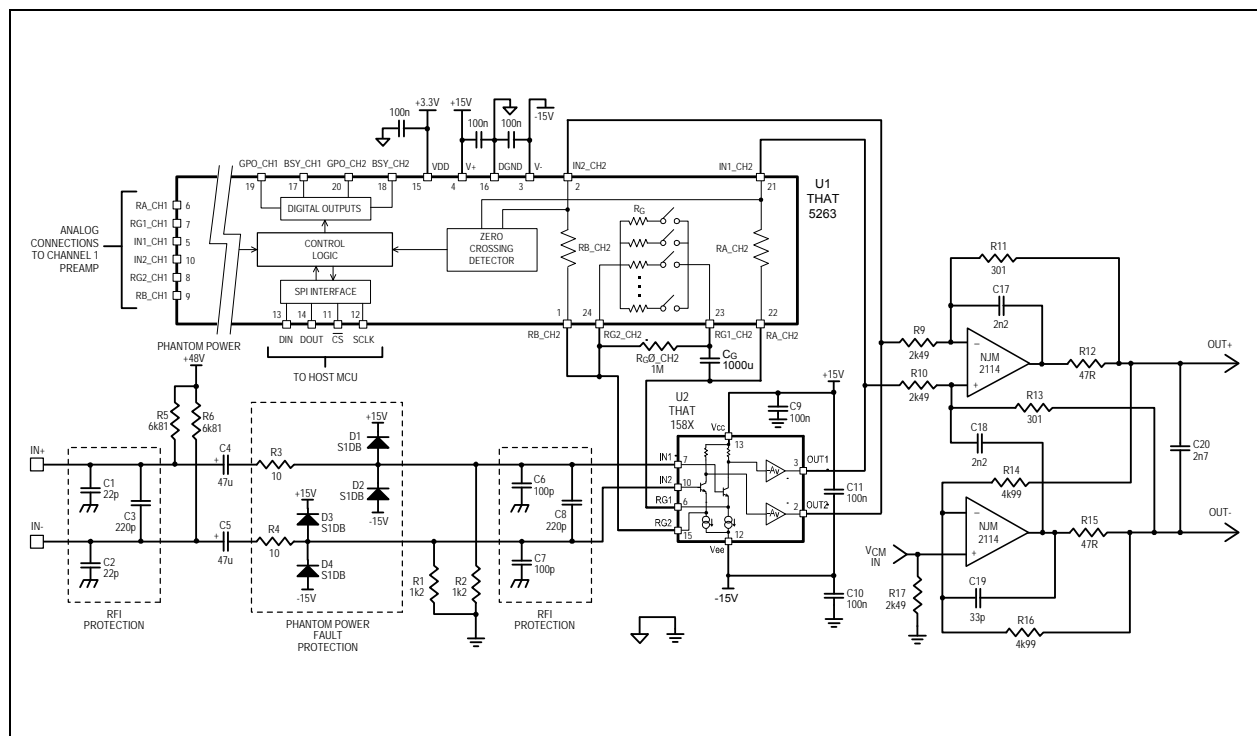 +3.3V
+15V
-15V
100n
100n
100n
GPO_CH1
BSY_CH1
GPO_CH2
BSY_CH2
VDD
V+
DGND
V-
IN2_CH2
IN1_CH2
19
17
20
18
15
4
16
3
2
21
U1
THAT
5263
ANALOG
CONNECTIONS
TO CHANNEL 1
PREAMP
RA_CH1
6
RG1_CH1
7
IN1_CH1
5
IN2_CH1
10
RG2_CH1
8
RB_CH1
9
DIGITAL OUTPUTS
CONTROL
LOGIC
SPI INTERFACE
ZERO
CROSSING
DETECTOR
RB_CH2
RG
RA_CH2
13
14
11
12
1
24
23
22
DIN
DOUT
CS
SCLK
RB_CH2
RG2_CH2
RG1_CH2
RA_CH2
TO HOST MCU
RGØ_CH2
1M
CG
1000u
PHANTOM POWER
+48V
R5
6k81
R6
6k81
IN+
IN-
C1
22p
C2
22p
C3
220p
RFI
PROTECTION
C4
+
47u
C5
+
47u
R3
10
R4
10
+15V
D1
S1DB
D2
S1DB
-15V
+15V
D3
S1DB
D4
S1DB
-15V
PHANTOM POWER
FAULT
PROTECTION
R1
1k2
R2
1k2
C6
100p
C7
100p
C8
220p
RFI
PROTECTION
U2
THAT
158X
+15V
C9
100n
Vcc
13
IN1
7
IN2
10
RG1
6
RG2
15
-Av
-Av
3
OUT1
2
OUT2
12
Vee
-15V
C11
100n
C10
100n
R9
2k49
R10
2k49
R11
301
C17
2n2
NJM
2114
−
+
R12
47R
R13
301
C18
2n2
R14
4k99
NJM
2114
−
+
R15
47R
C19
33p
R16
4k99
VCM
IN
R17
2k49
C20
2n7
OUT+
OUT-